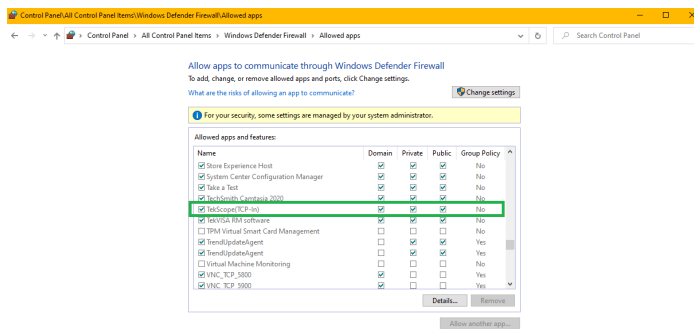 Control Panel\All Control Panel Items\Windows Defender Firewall\Allowed apps
Control Panel > All Control Panel Items > Windows Defender Firewall > Allowed apps
Search Control Panel
Allow apps to communicate through Windows Defender Firewall
To add, change, or remove allowed apps and ports, click Change settings.
What are the risks of allowing an app to communicate?
Change settings
For your security, some settings are managed by your system administrator.
Allowed apps and features:
Name Domain Private Public Group Policy
Store Experience Host No
System Center Configuration Manager No
Take a Test No
TechSmith Camtasia 2020 No
TekScope(TCP-In) No
TekVISA RM software No
TPM Virtual Smart Card Management No
TrendUpdateAgent Yes
TrendUpdateAgent Yes
Virtual Machine Monitoring No
VNC_TCP_5800 Yes
VNC_TCP_5900 Yes
Details... Remove
Allow another app...